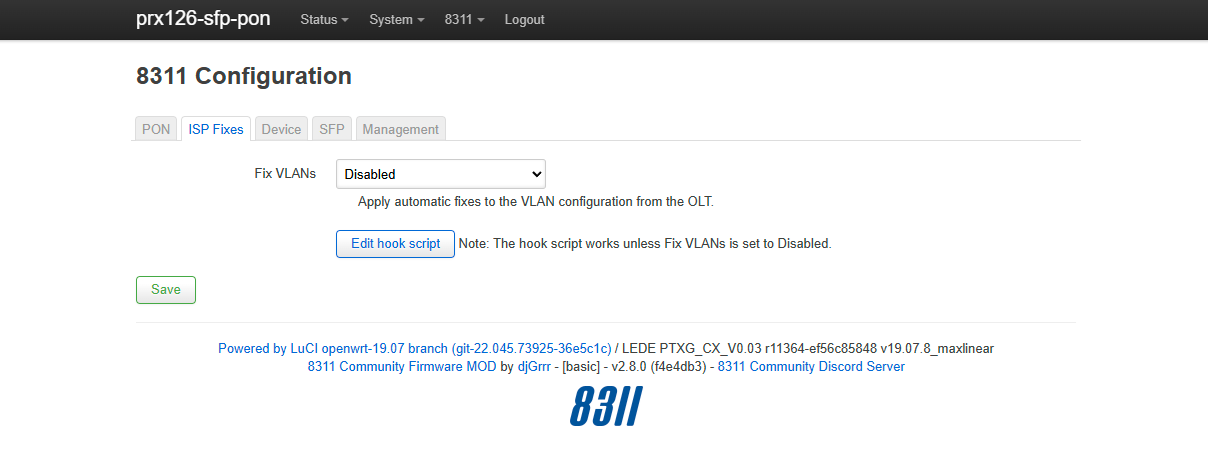 prx126-sfp-pon Status System 8311 Logout
8311 Configuration
PON ISP Fixes Device SFP Management
Fix VLANs Disabled
Apply automatic fixes to the VLAN configuration from the OLT.
Edit hook script Note: The hook script works unless Fix VLANs is set to Disabled.
Save
Powered by LuCI openwrt-19.07 branch (git-22.045.73925-36e5c1c) / LEDE PTXG_CX_V0.03 r11364-ef56c85848 v19.07.8_maxlinear
8311 Community Firmware MOD by djGrrr - [basic] - v2.8.0 (f4e4db3) - 8311 Community Discord Server
8311